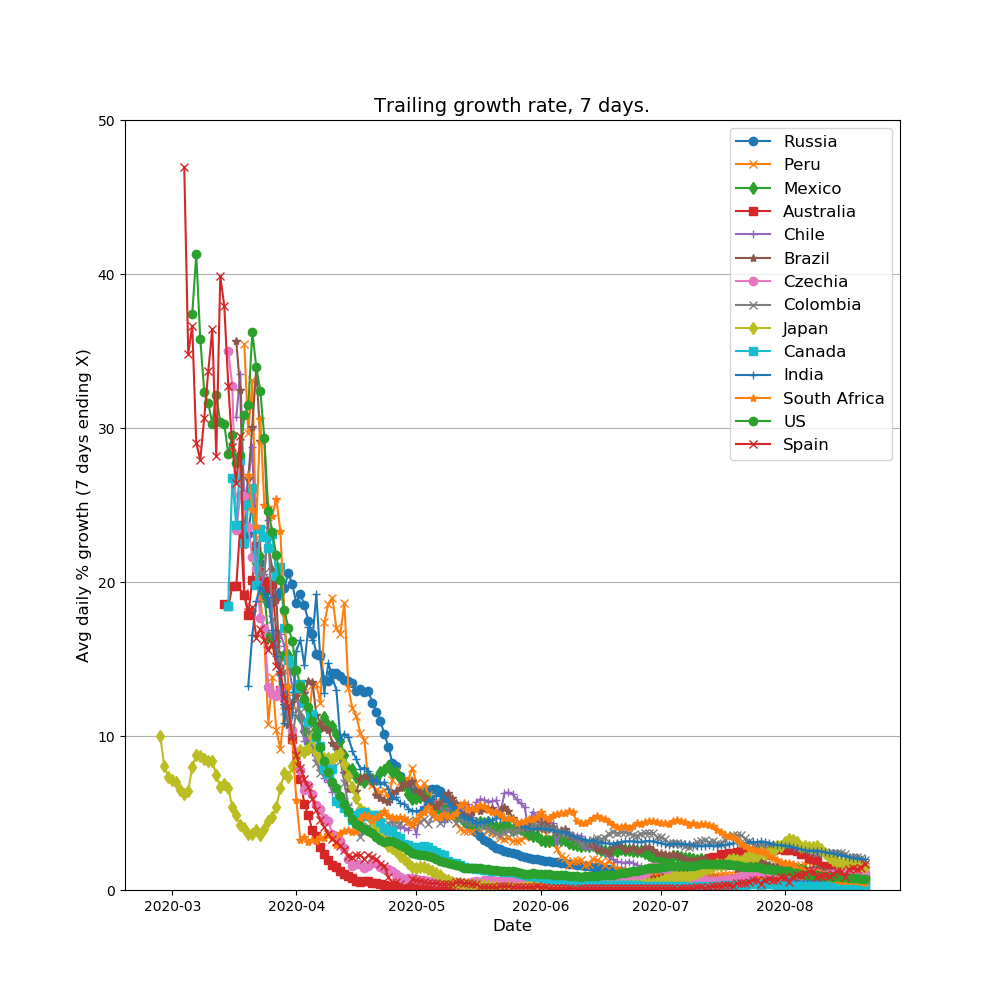 Trailing growth rate, 7 days.
50
40
30
20
10
0
Avg daily % growth (7 days ending X)
2020-03
2020-04
2020-05
2020-06
2020-07
2020-08
Date
Russia
Peru
Mexico
Australia
Chile
Brazil
Czechia
Colombia
Japan
Canada
India
South Africa
US
Spain